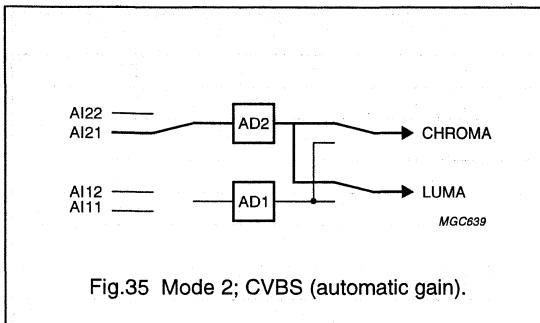 AI22
AI21
AD2
CHROMA
AI12
AI11
AD1
LUMA
MGC639
Fig.35 Mode 2; CVBS (automatic gain).